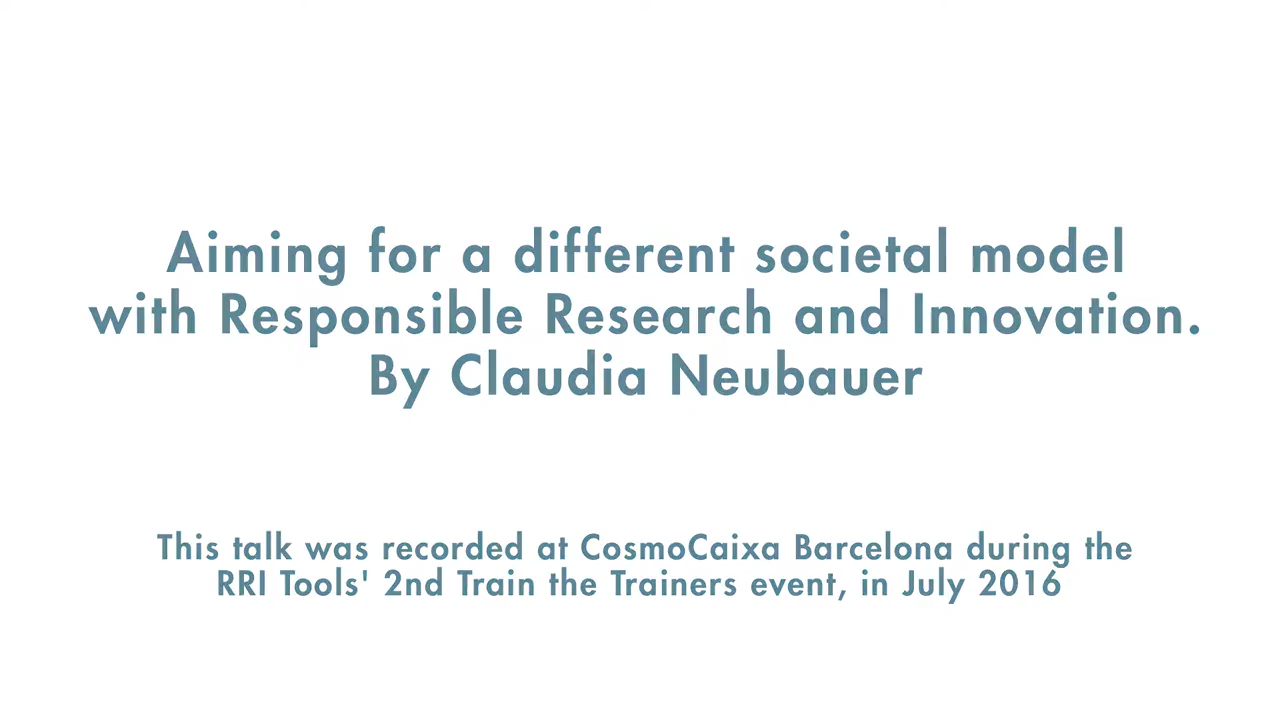 Aiming for a different societal model
with Responsible Research and Innovation.
By Claudia Neubauer
This talk was recorded at CosmoCaixa Barcelona during the
RRI Tools' 2nd Train the Trainers event, in July 2016